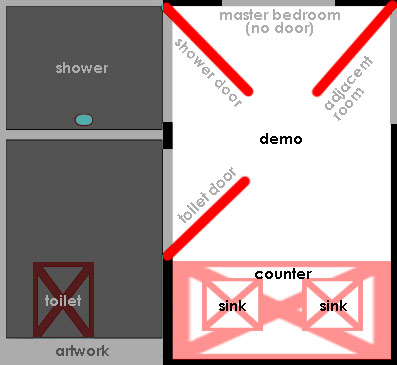 master bedroom
(no door)
shower
shower door
adjacent
room
demo
toilet door
counter
toilet
sink
sink
artwork